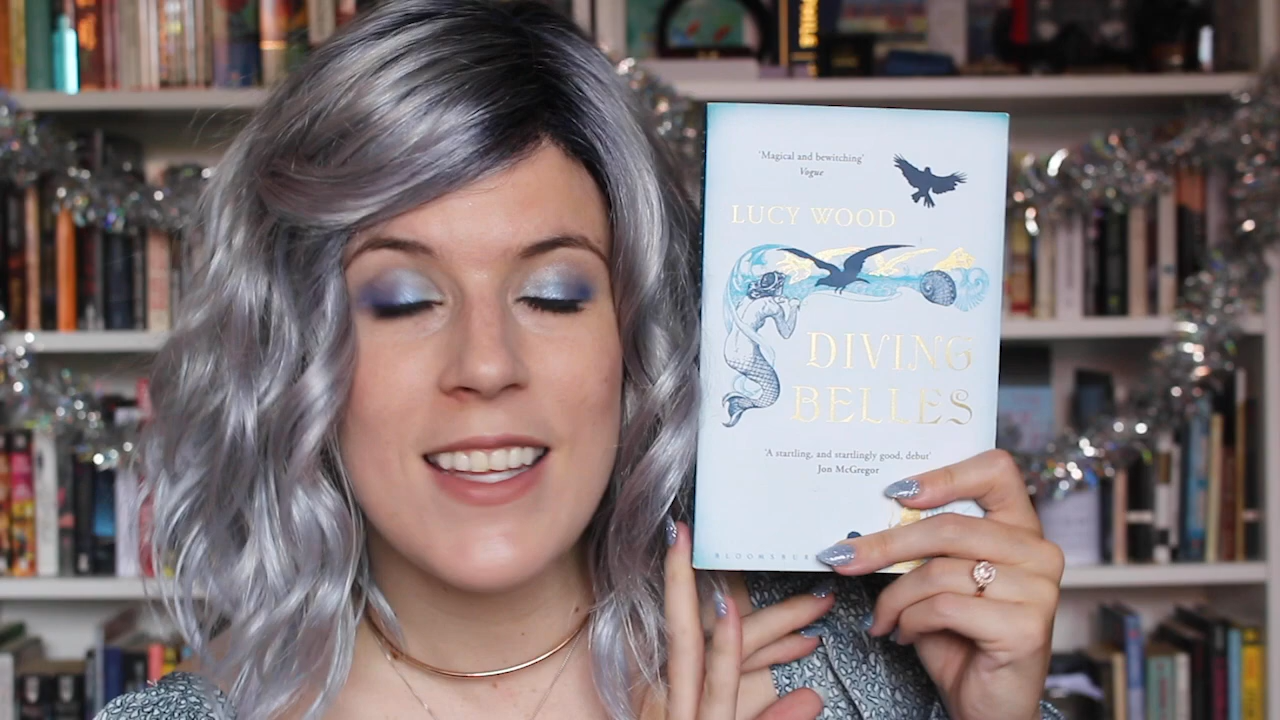 'Magical and bewitching'
Vogue
LUCY WOOD
DIVING
BELLES
'A startling, and startlingly good, debut'
Jon McGregor